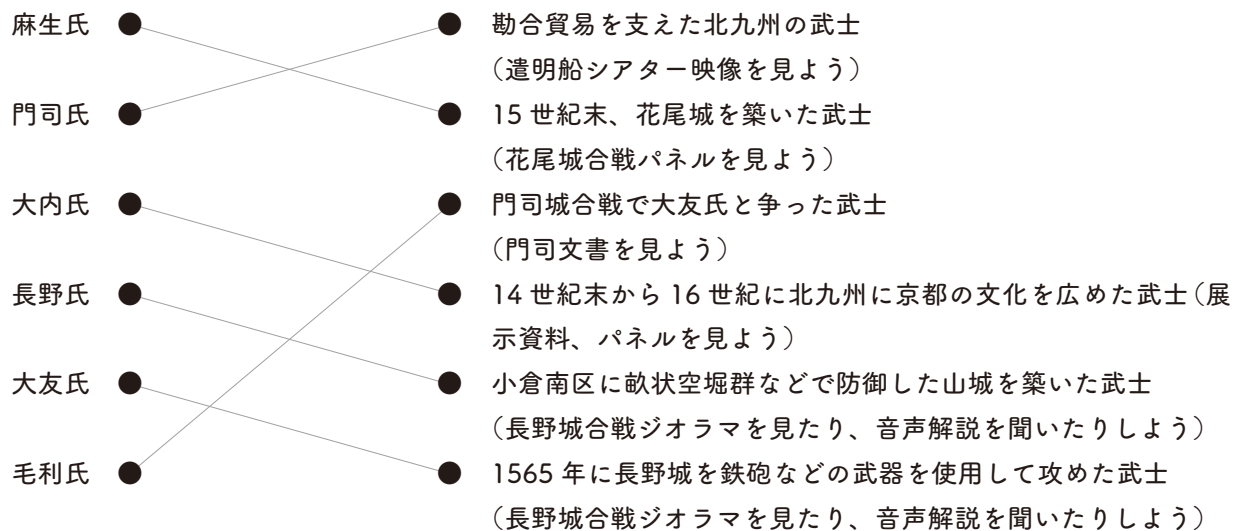 麻生氏
勘合貿易を支えた北九州の武士
（遣明船シアター映像を見よう）
門司氏
15 世紀末、花尾城を築いた武士
（花尾城合戦パネルを見よう）
大内氏
門司城合戦で大友氏と争った武士
（門司文書を見よう）
長野氏
14 世紀末から 16 世紀に北九州に京都の文化を広めた武士（展
示資料、パネルを見よう）
大友氏
小倉南区に畝状空堀群などで防御した山城を築いた武士
（長野城合戦ジオラマを見たり、音声解説を聞いたりしよう）
毛利氏
1565 年に長野城を鉄砲などの武器を使用して攻めた武士
（長野城合戦ジオラマを見たり、音声解説を聞いたりしよう）